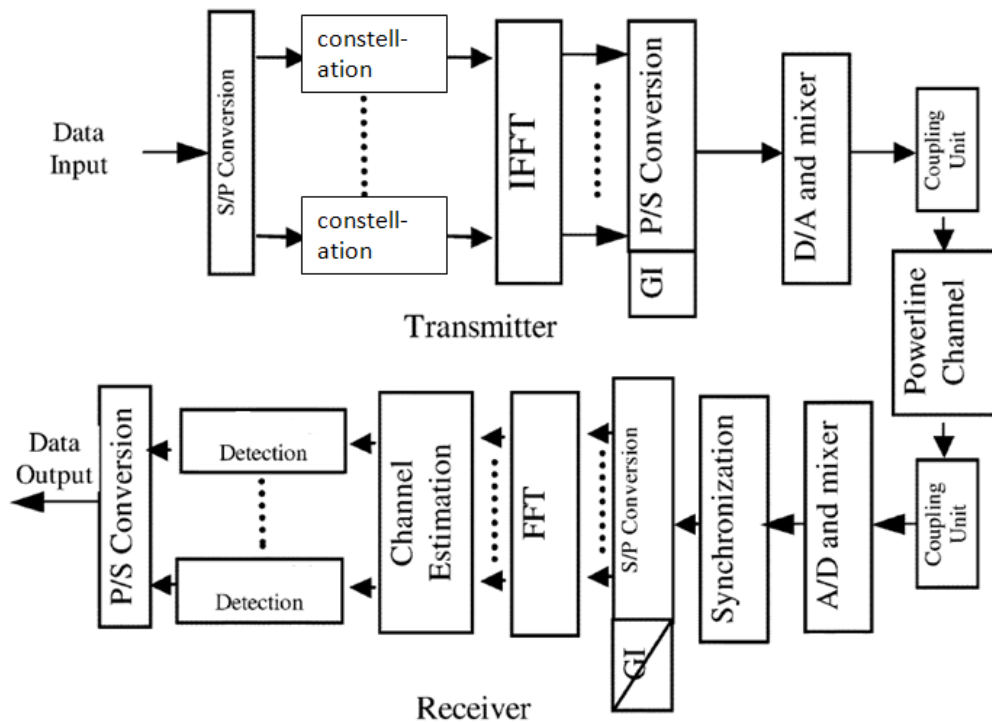 Data
Input
S/P Conversion
constell-
ation
constell-
ation
IFFT
P/S Conversion
GI
D/A and mixer
Coupling
Unit
Transmitter
Powerline
Channel
Coupling
Unit
A/D and mixer
Synchronization
S/P Conversion
GI
FFT
Channel
Estimation
Detection
Detection
P/S Conversion
Data
Output
Receiver